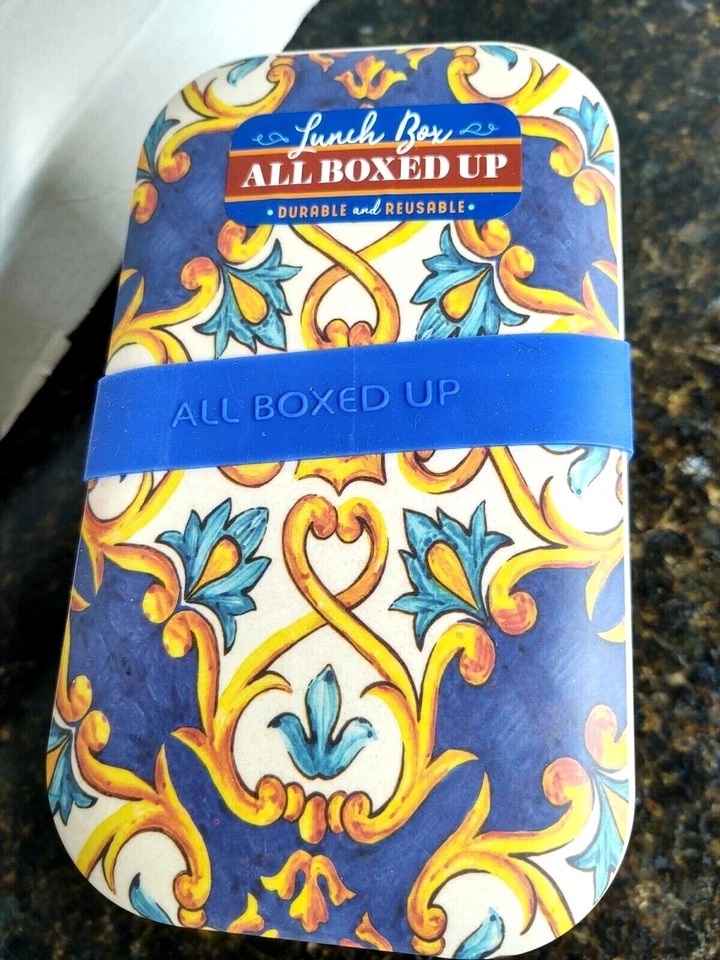 Lunch Box
ALL BOXED UP
• DURABLE and REUSABLE •
ALL BOXED UP